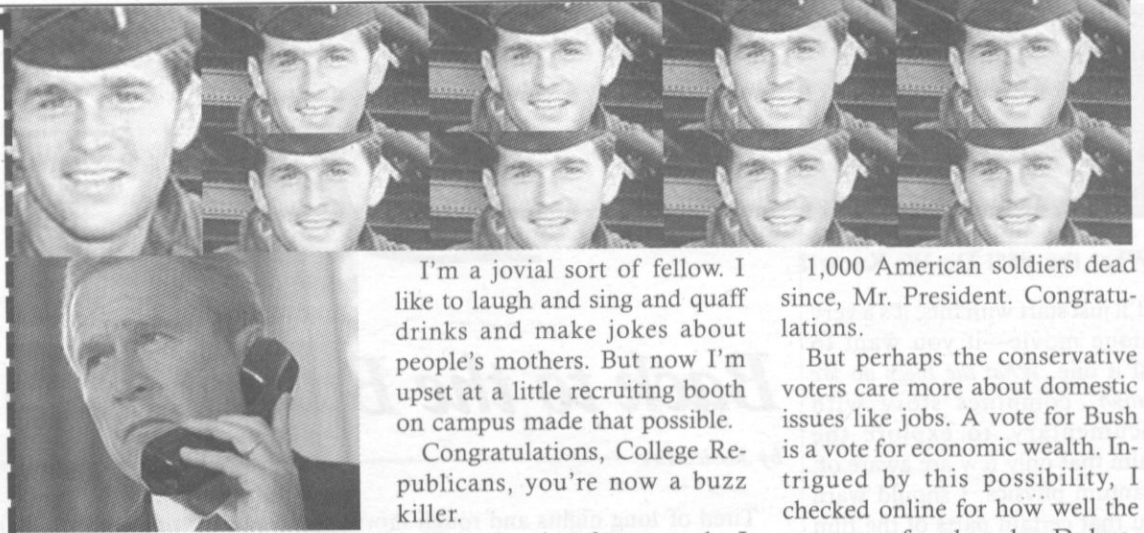 I'm a jovial sort of fellow. I
like to laugh and sing and quaff
drinks and make jokes about
people's mothers. But now I'm
upset at a little recruiting booth
on campus made that possible.
Congratulations, College Re-
publicans, you're now a buzz
killer.
1,000 American soldiers dead
since, Mr. President. Congratu-
lations.
But perhaps the conservative
voters care more about domestic
issues like jobs. A vote for Bush
is a vote for economic wealth. In-
trigued by this possibility, I
checked online for how well the